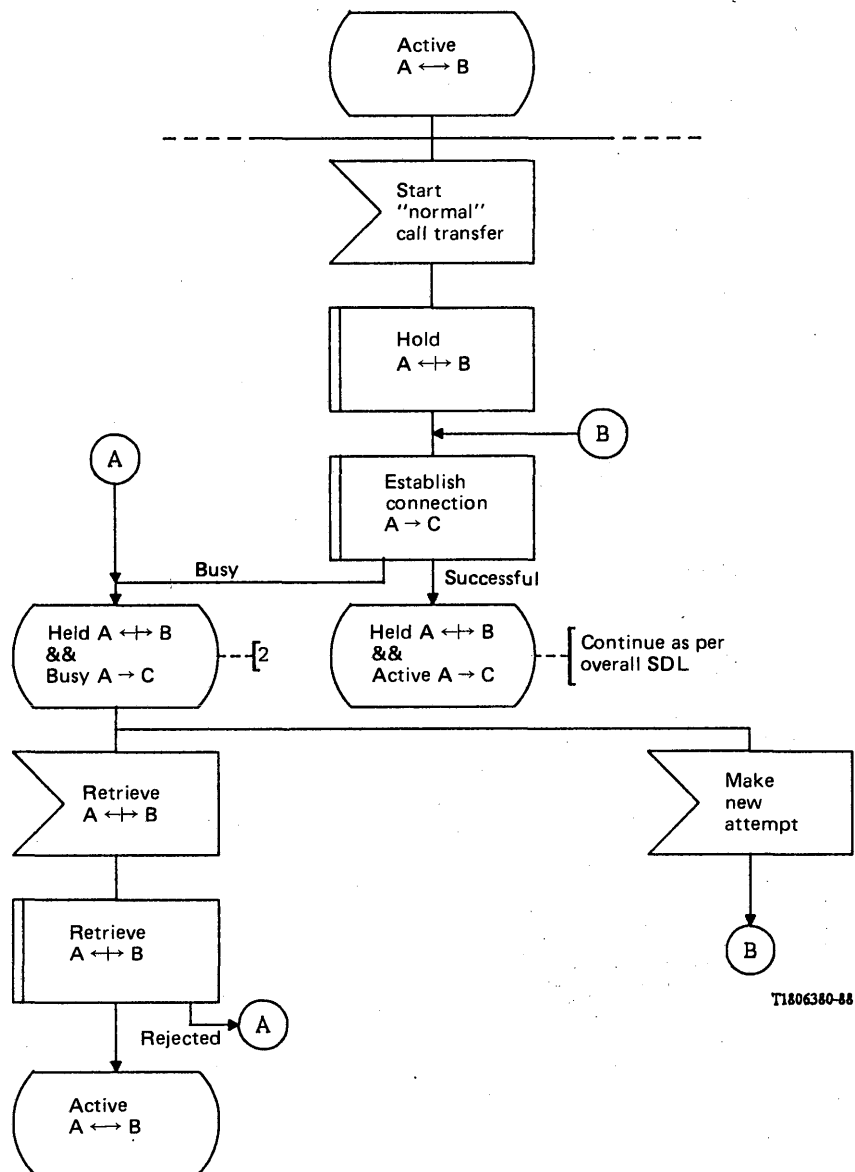 Active
A ←→ B
Start
"normal"
call transfer
Hold
A ←+→ B
B
A
Establish
connection
A → C
Busy
Successful
Held A ←+→ B
&&
Busy A → C
2
Held A ←+→ B
&&
Active A → C
Continue as per
overall SDL
Retrieve
A ←+→ B
Make
new
attempt
Retrieve
A ←+→ B
B
T1806380-88
Rejected
A
Active
A ←→ B